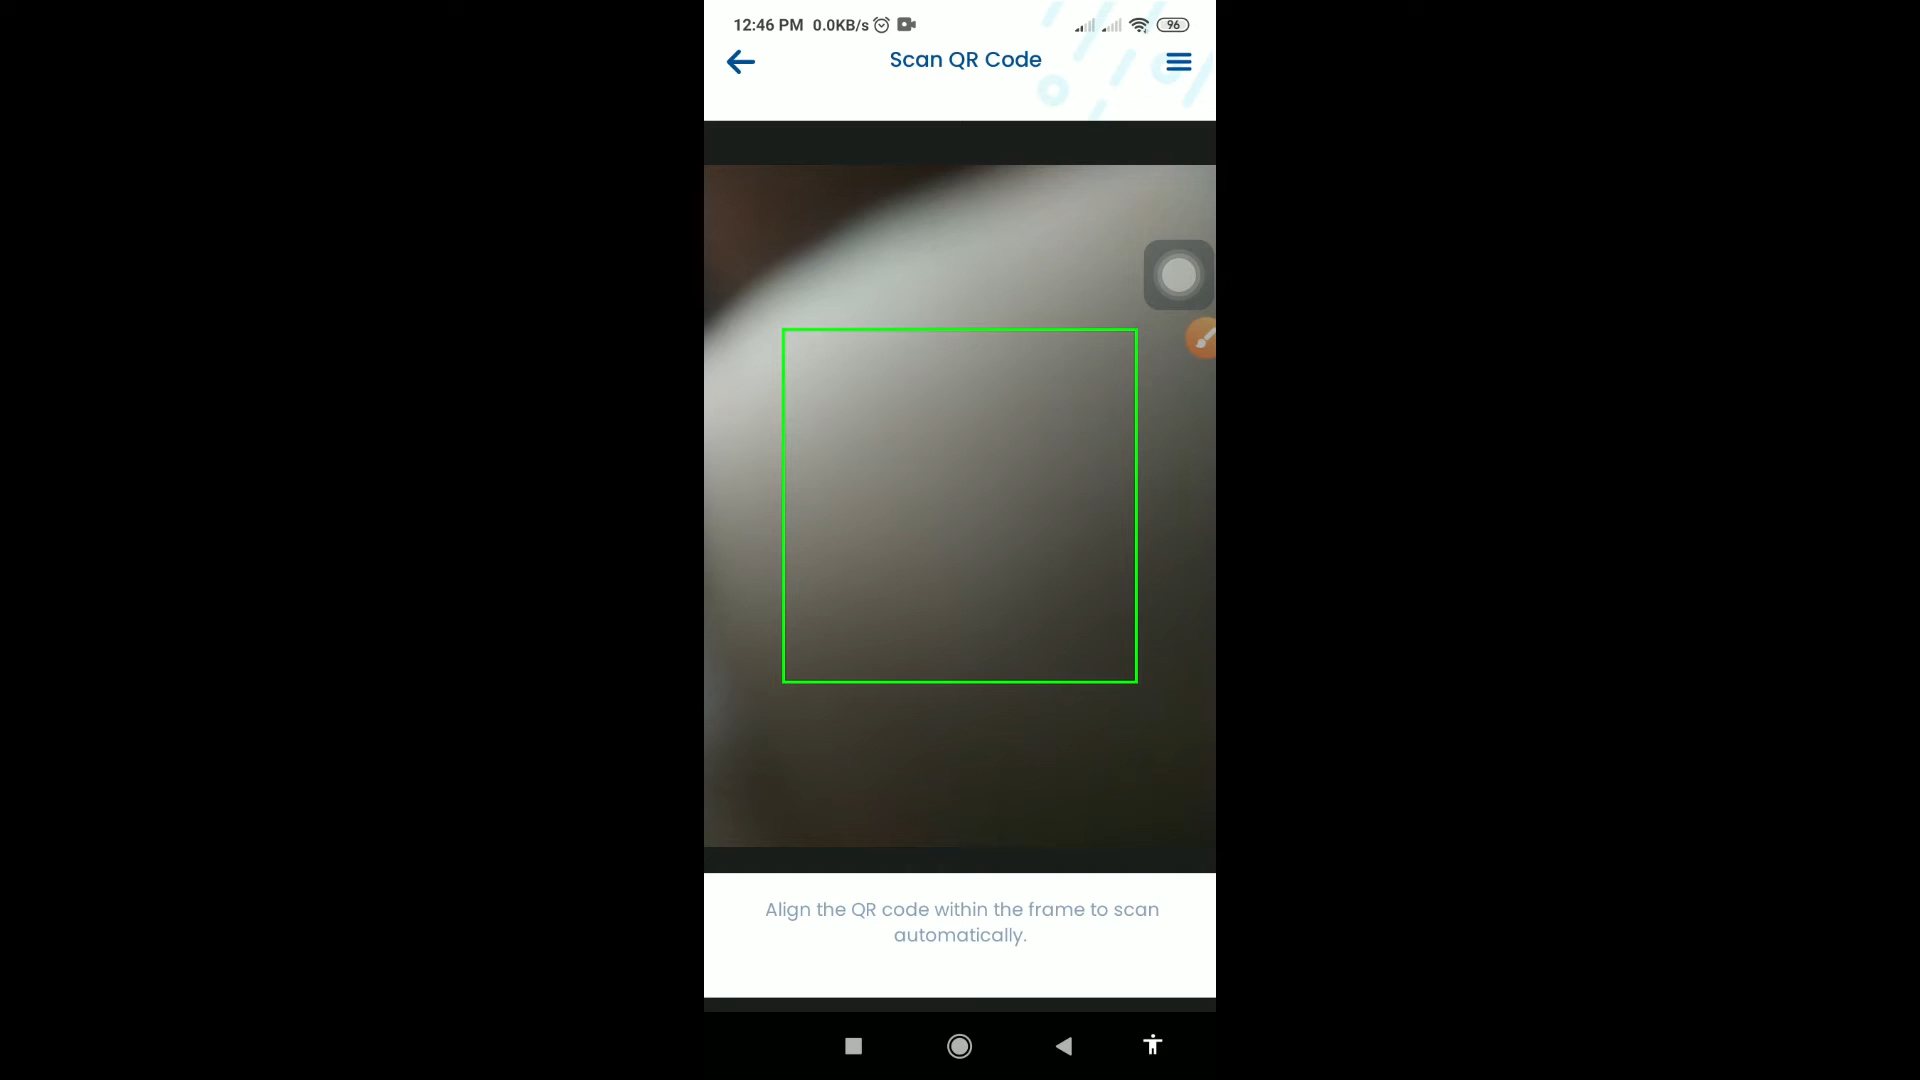 12:46 PM 0.0KB/s 96
Scan QR Code
Align the QR code within the frame to scan
automatically.